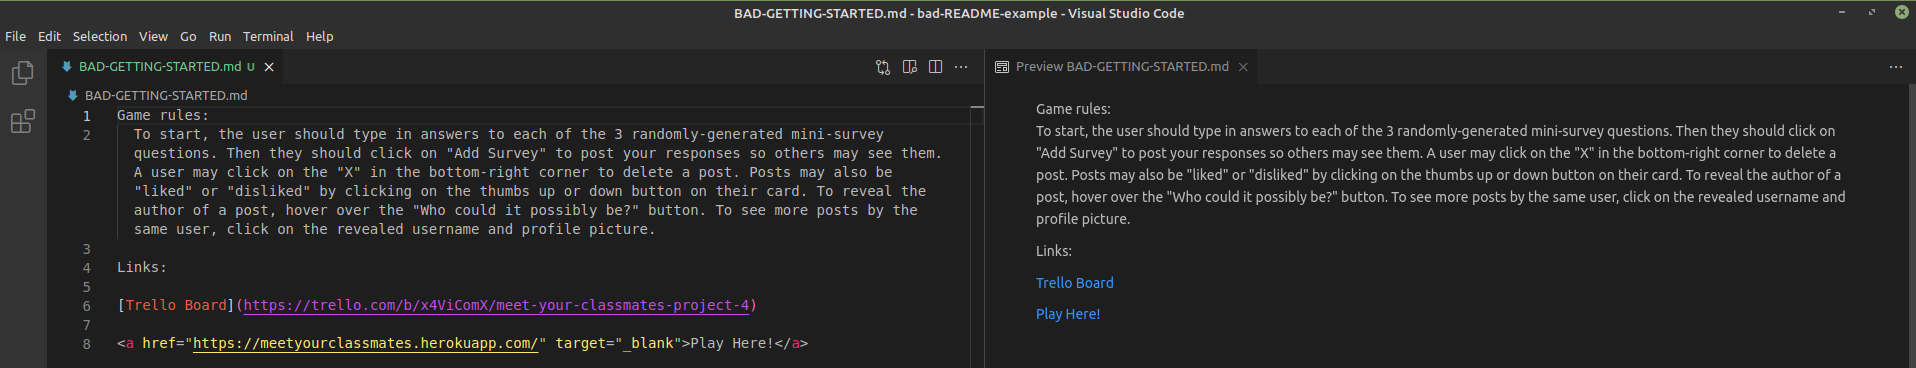 BAD-GETTING-STARTED.md - bad-README-example - Visual Studio Code
File Edit Selection View Go Run Terminal Help
BAD-GETTING-STARTED.md U
BAD-GETTING-STARTED.md
1 Game rules:
2 To start, the user should type in answers to each of the 3 randomly-generated mini-survey
questions. Then they should click on "Add Survey" to post your responses so others may see them.
A user may click on the "X" in the bottom-right corner to delete a post. Posts may also be
"liked" or "disliked" by clicking on the thumbs up or down button on their card. To reveal the
author of a post, hover over the "Who could it possibly be?" button. To see more posts by the
same user, click on the revealed username and profile picture.
3
4 Links:
5
6 [Trello Board](https://trello.com/b/x4ViComX/meet-your-classmates-project-4)
7
8 <a href="https://meetyourclassmates.herokuapp.com/" target="_blank">Play Here!</a>
Preview BAD-GETTING-STARTED.md
Game rules:
To start, the user should type in answers to each of the 3 randomly-generated mini-survey questions. Then they should click on
"Add Survey" to post your responses so others may see them. A user may click on the "X" in the bottom-right corner to delete a
post. Posts may also be "liked" or "disliked" by clicking on the thumbs up or down button on their card. To reveal the author of a
post, hover over the "Who could it possibly be?" button. To see more posts by the same user, click on the revealed username and
profile picture.
Links:
Trello Board
Play Here!